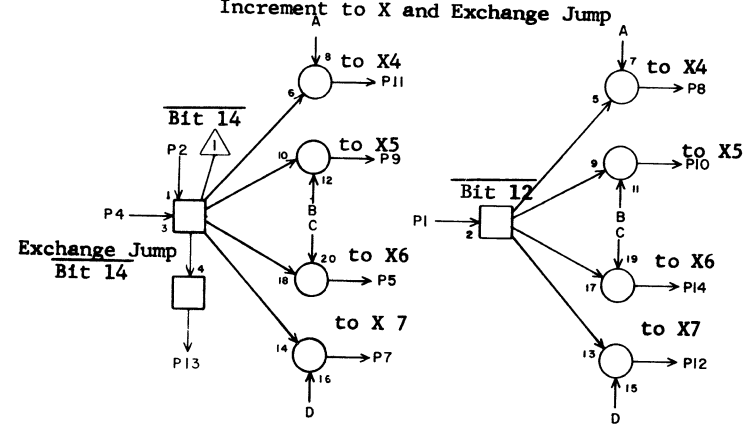 Increment to X and Exchange Jump
A
8
to X4
6
P11
Bit 14
1
P2
10
to X5
P9
12
1
P4
3
B
C
Exchange Jump
Bit 14
4
20
to X6
18
P5
to X 7
14
P7
16
P13
D
A
7
to X4
5
P8
to X5
9
P10
11
Bit 12
P1
2
B
C
19
to X6
17
P14
to X7
13
P12
15
D